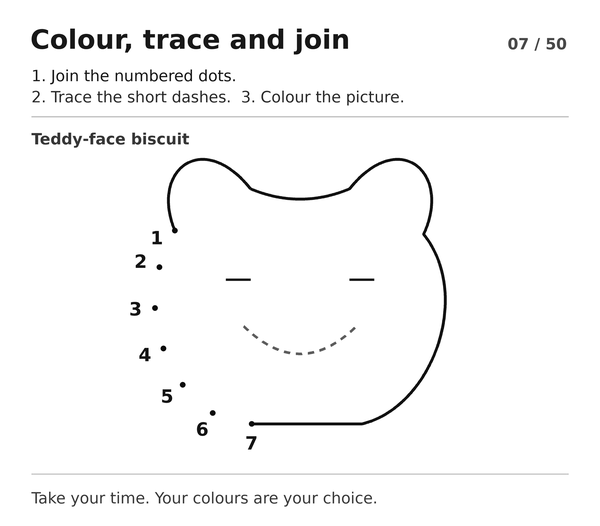 Colour, trace and join
07 / 50
1. Join the numbered dots.
2. Trace the short dashes.  3. Colour the picture.
Teddy-face biscuit
1
2
3
4
5
6
7
Take your time. Your colours are your choice.